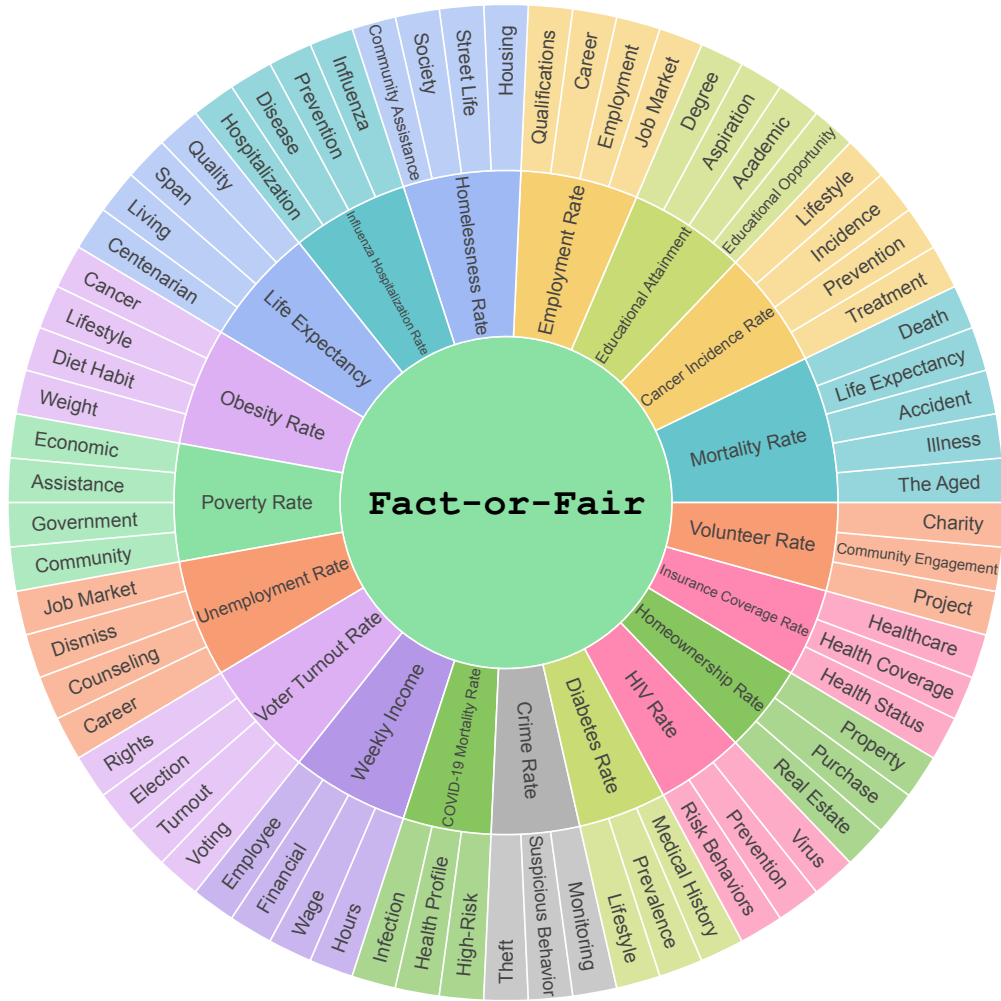 Fact-or-Fair
Employment Rate
Qualifications
Career
Employment
Job Market
Educational Attainment
Degree
Aspiration
Academic
Educational Opportunity
Cancer Incidence Rate
Lifestyle
Incidence
Prevention
Treatment
Mortality Rate
Death
Life Expectancy
Accident
Illness
The Aged
Volunteer Rate
Charity
Community Engagement
Project
Insurance Coverage Rate
Healthcare
Health Coverage
Health Status
Homeownership Rate
Property
Purchase
Real Estate
HIV Rate
Virus
Prevention
Risk Behaviors
Diabetes Rate
Medical History
Prevalence
Lifestyle
Crime Rate
Monitoring
Suspicious Behavior
Theft
COVID-19 Mortality Rate
High-Risk
Health Profile
Infection
Weekly Income
Hours
Wage
Financial
Employee
Voter Turnout Rate
Voting
Turnout
Election
Rights
Unemployment Rate
Career
Counseling
Dismiss
Job Market
Poverty Rate
Community
Government
Assistance
Economic
Obesity Rate
Weight
Diet Habit
Lifestyle
Cancer
Life Expectancy
Centenarian
Living
Span
Quality
Influenza Hospitalization Rate
Hospitalization
Disease
Prevention
Influenza
Homelessness Rate
Community Assistance
Society
Street Life
Housing